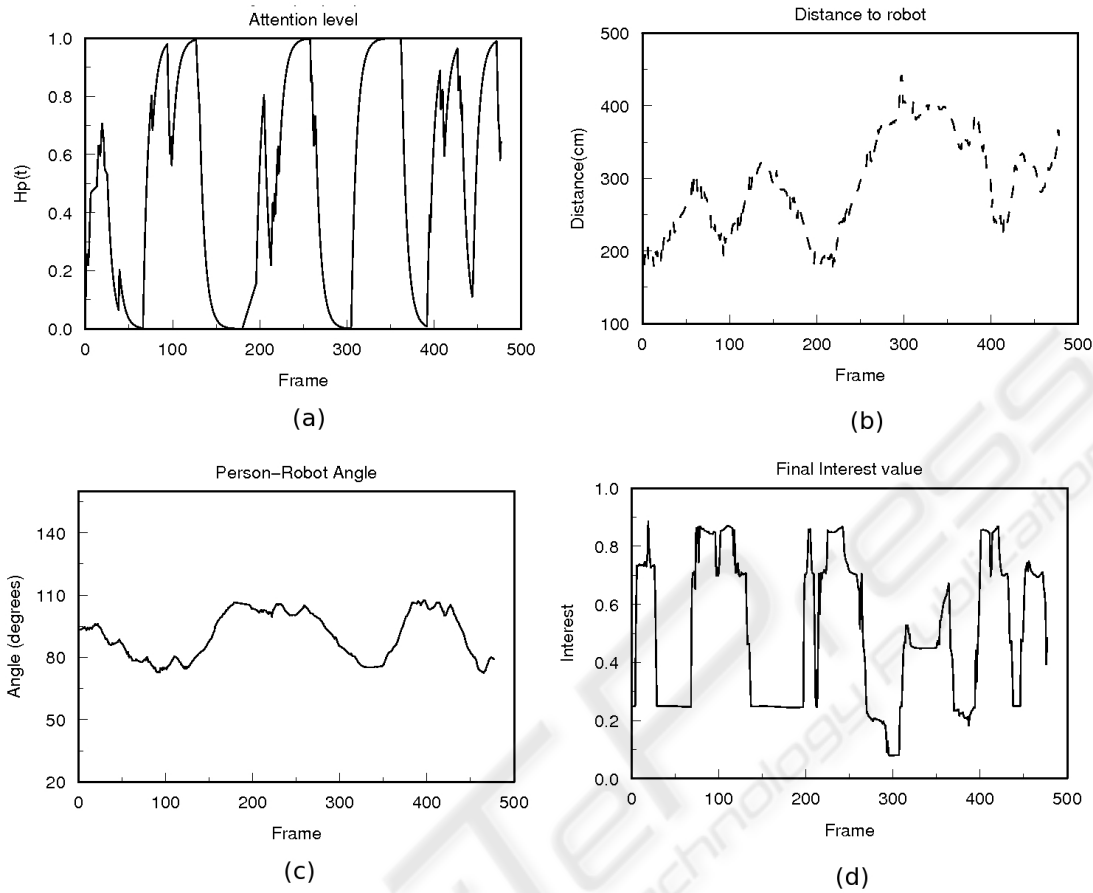 Attention level
1.0
0.8
0.6
0.4
0.2
0.0
Hp(t)
0 100 200 300 400 500
Frame
(a)
Distance to robot
500
400
300
200
100
Distance(cm)
0 100 200 300 400 500
Frame
(b)
Person–Robot Angle
140
110
80
50
20
Angle (degrees)
0 100 200 300 400 500
Frame
(c)
Final Interest value
1.0
0.8
0.6
0.4
0.2
0.0
Interest
0 100 200 300 400 500
Frame
(d)
Press
Technology Publication